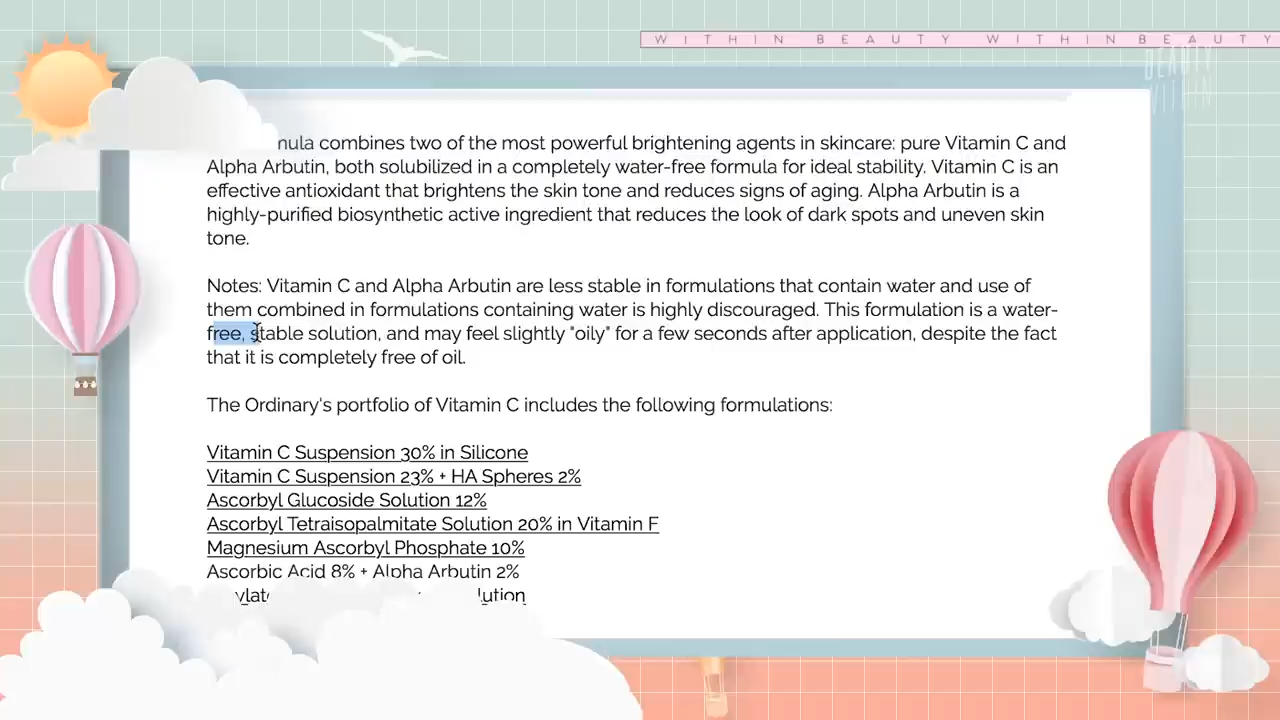 WITHIN BEAUTY WITHIN BEAUTY
BEAUTY
WITHIN
combines two of the most powerful brightening agents in skincare: pure Vitamin C and
Alpha Arbutin, both solubilized in a completely water-free formula for ideal stability. Vitamin C is an
effective antioxidant that brightens the skin tone and reduces signs of aging. Alpha Arbutin is a
highly-purified biosynthetic active ingredient that reduces the look of dark spots and uneven skin
tone.
Notes: Vitamin C and Alpha Arbutin are less stable in formulations that contain water and use of
them combined in formulations containing water is highly discouraged. This formulation is a water-
free, stable solution, and may feel slightly "oily" for a few seconds after application, despite the fact
that it is completely free of oil.
The Ordinary's portfolio of Vitamin C includes the following formulations:
Vitamin C Suspension 30% in Silicone
Vitamin C Suspension 23% + HA Spheres 2%
Ascorbyl Glucoside Solution 12%
Ascorbyl Tetraisopalmitate Solution 20% in Vitamin F
Magnesium Ascorbyl Phosphate 10%
Ascorbic Acid 8% + Alpha Arbutin 2%